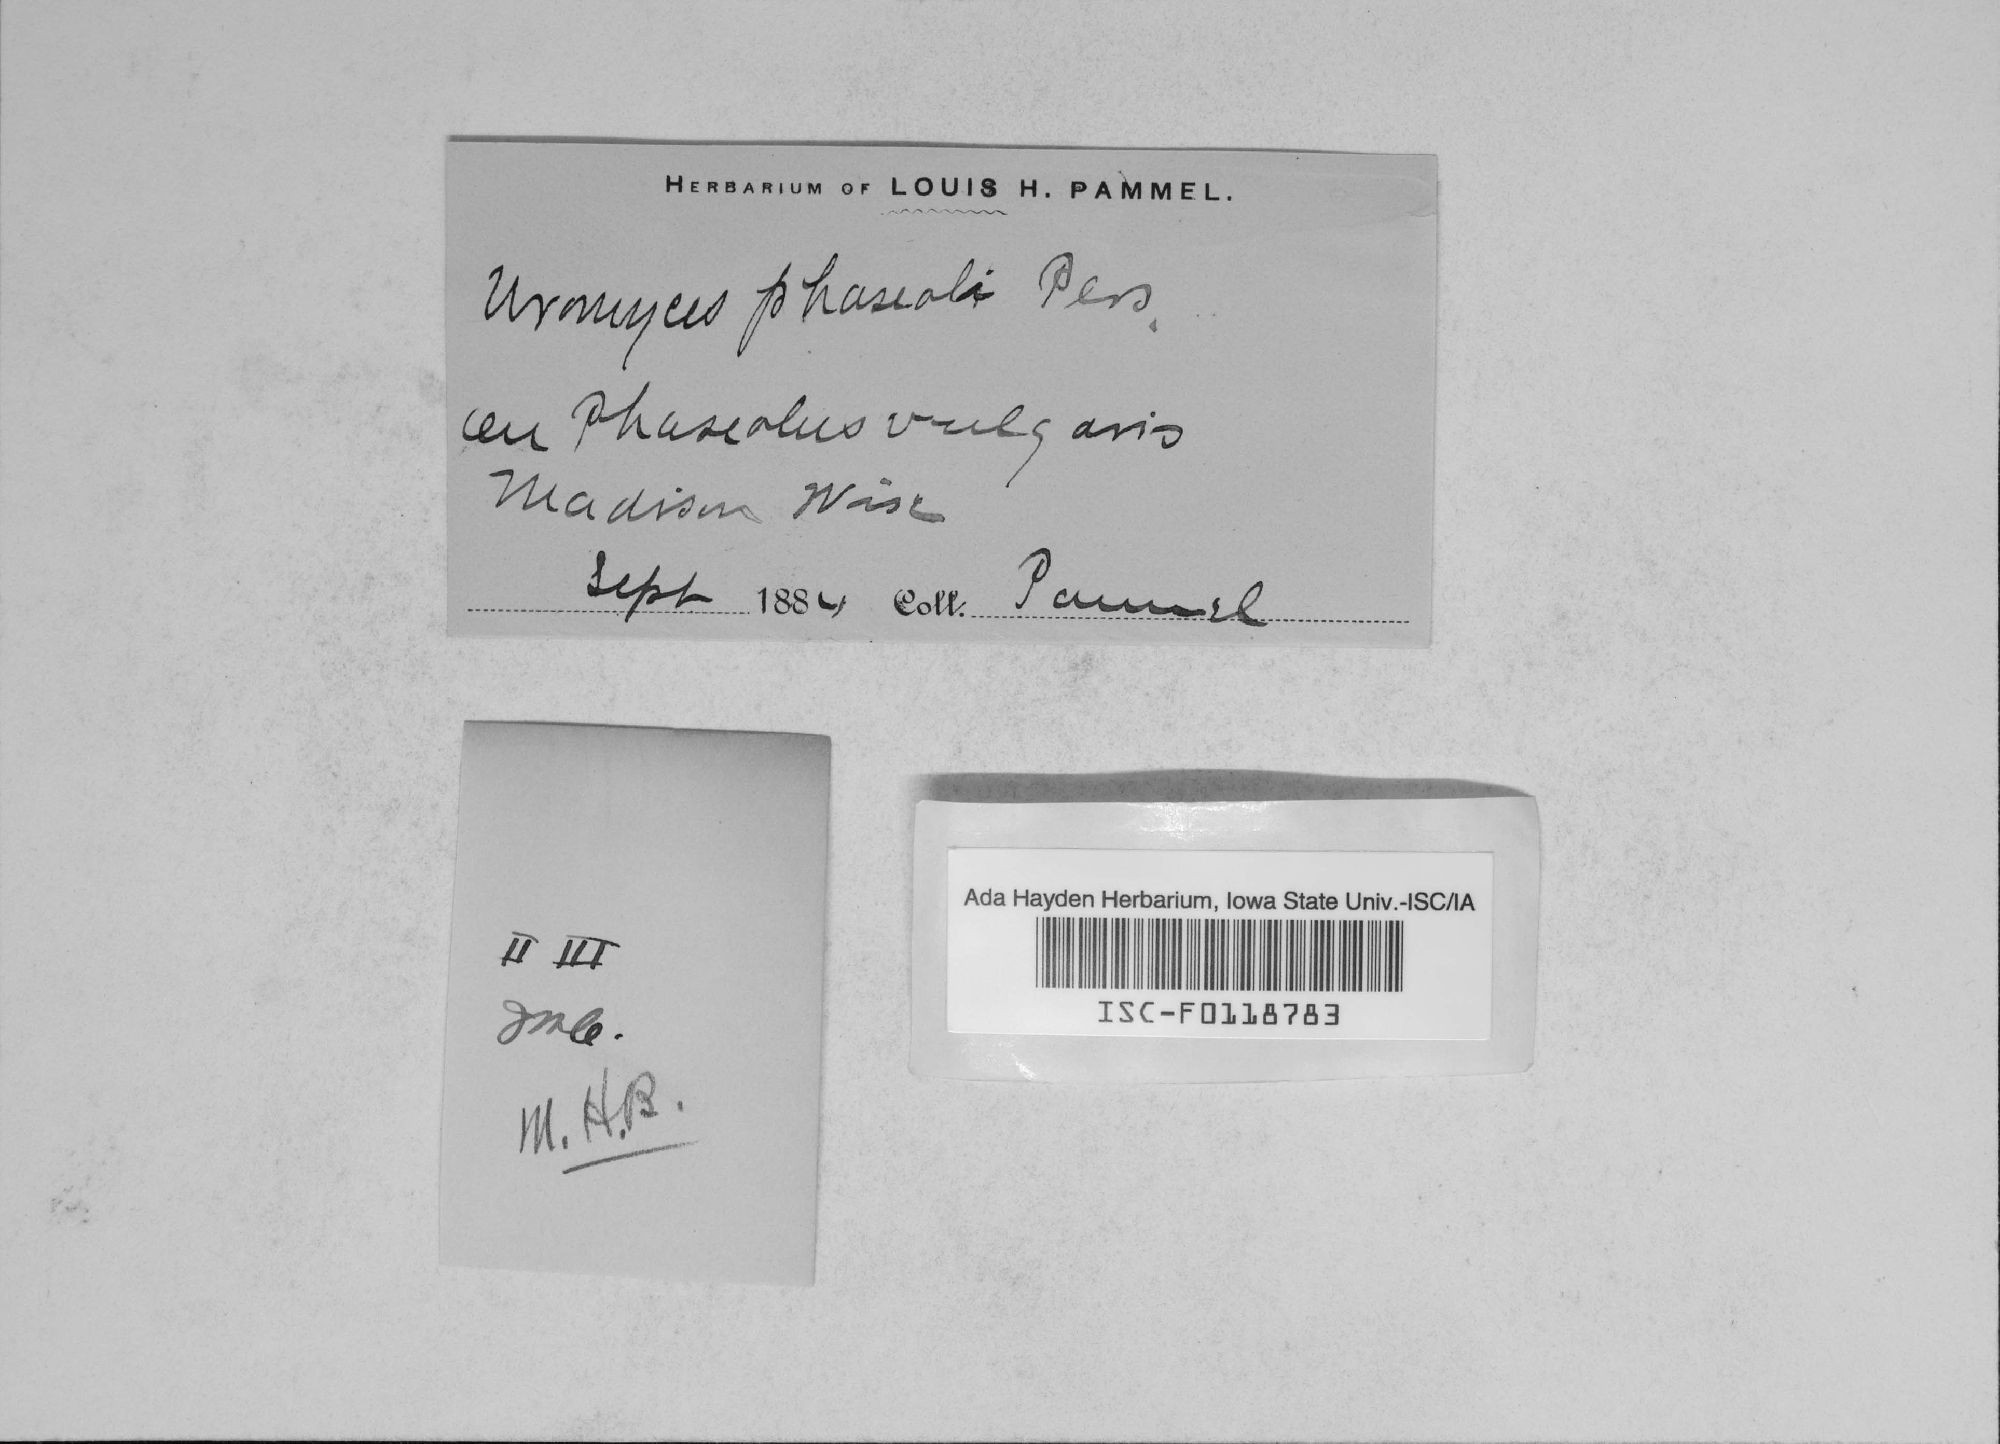 HERBARIUM OF LOUIS H. PAMMEL.
Uromyces phaseoli Pers.
on Phaseolus vulgaris
Madison Wisc
Sept 1884 Coll. Pammel
II III
M.H.B.
Ada Hayden Herbarium, Iowa State Univ.-ISC/IA
ISC-F0118783